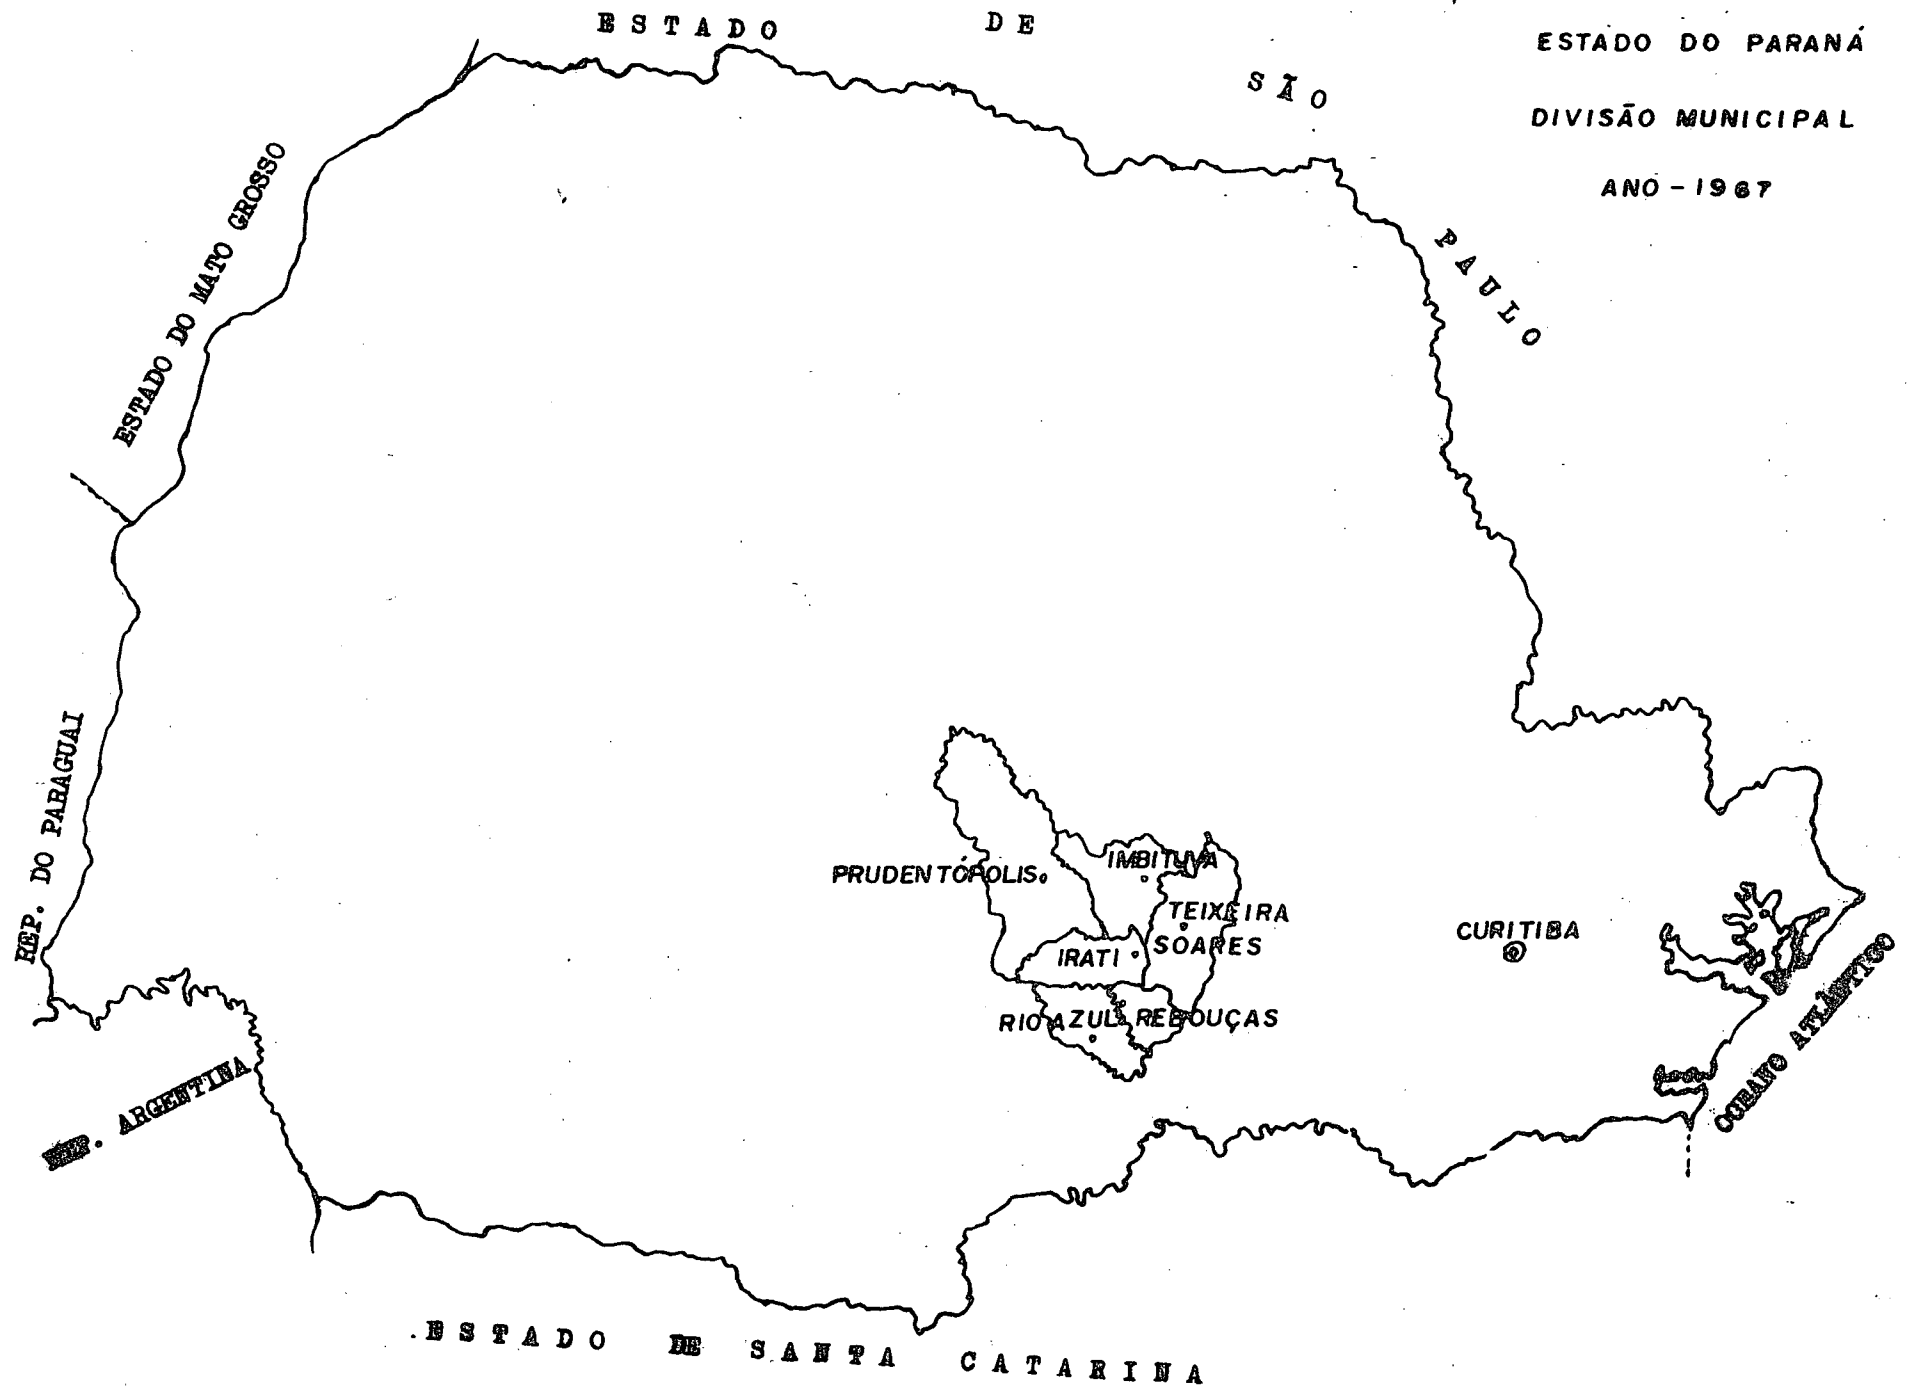 ESTADO DE
SÃO
PAULO
ESTADO DO PARANÁ
DIVISÃO MUNICIPAL
ANO - 1967
ESTADO DO MATO GROSSO
REP. DO PARAGUAI
REP. ARGENTINA
PRUDENTÓPOLIS
IMBITUVA
TEIXEIRA
SOARES
IRATI
RIO AZUL
REBOUÇAS
CURITIBA
OCEANO ATLÂNTICO
ESTADO DE SANTA CATARINA